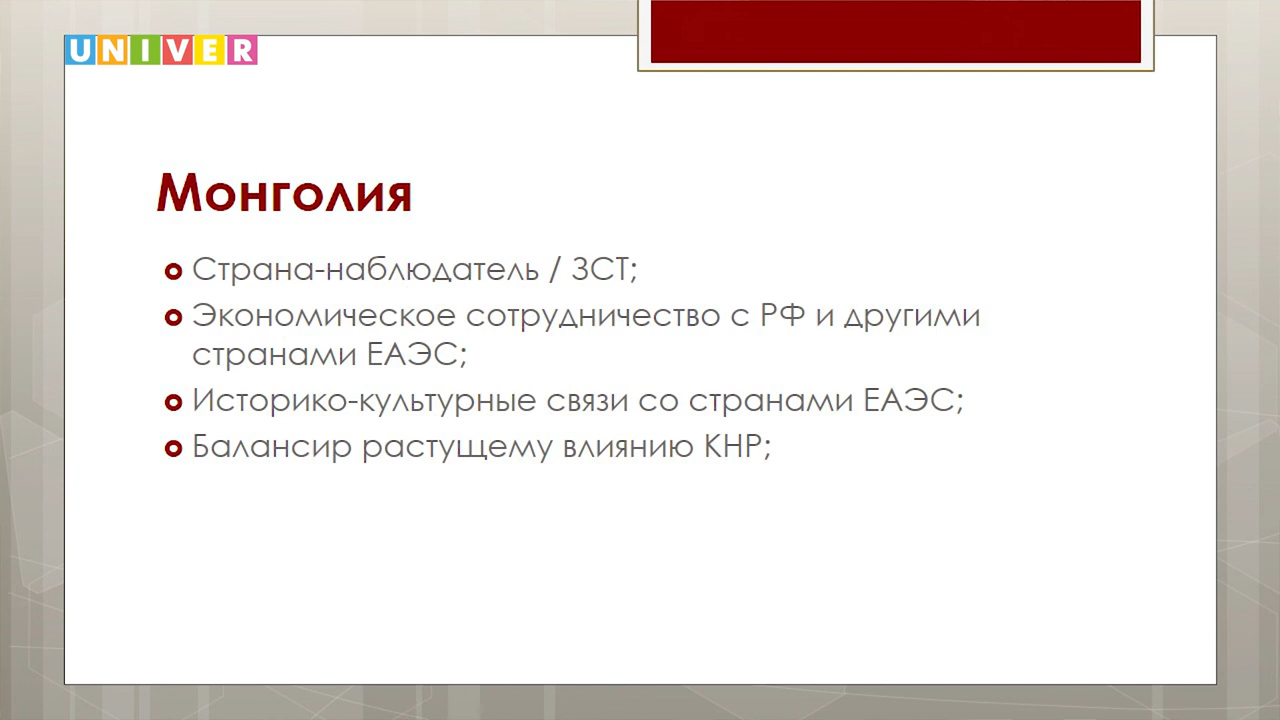 UNIVER
Монголия
Страна-наблюдатель / ЗСТ;
Экономическое сотрудничество с РФ и другими
странами ЕАЭС;
Историко-культурные связи со странами ЕАЭС;
Балансир растущему влиянию КНР;